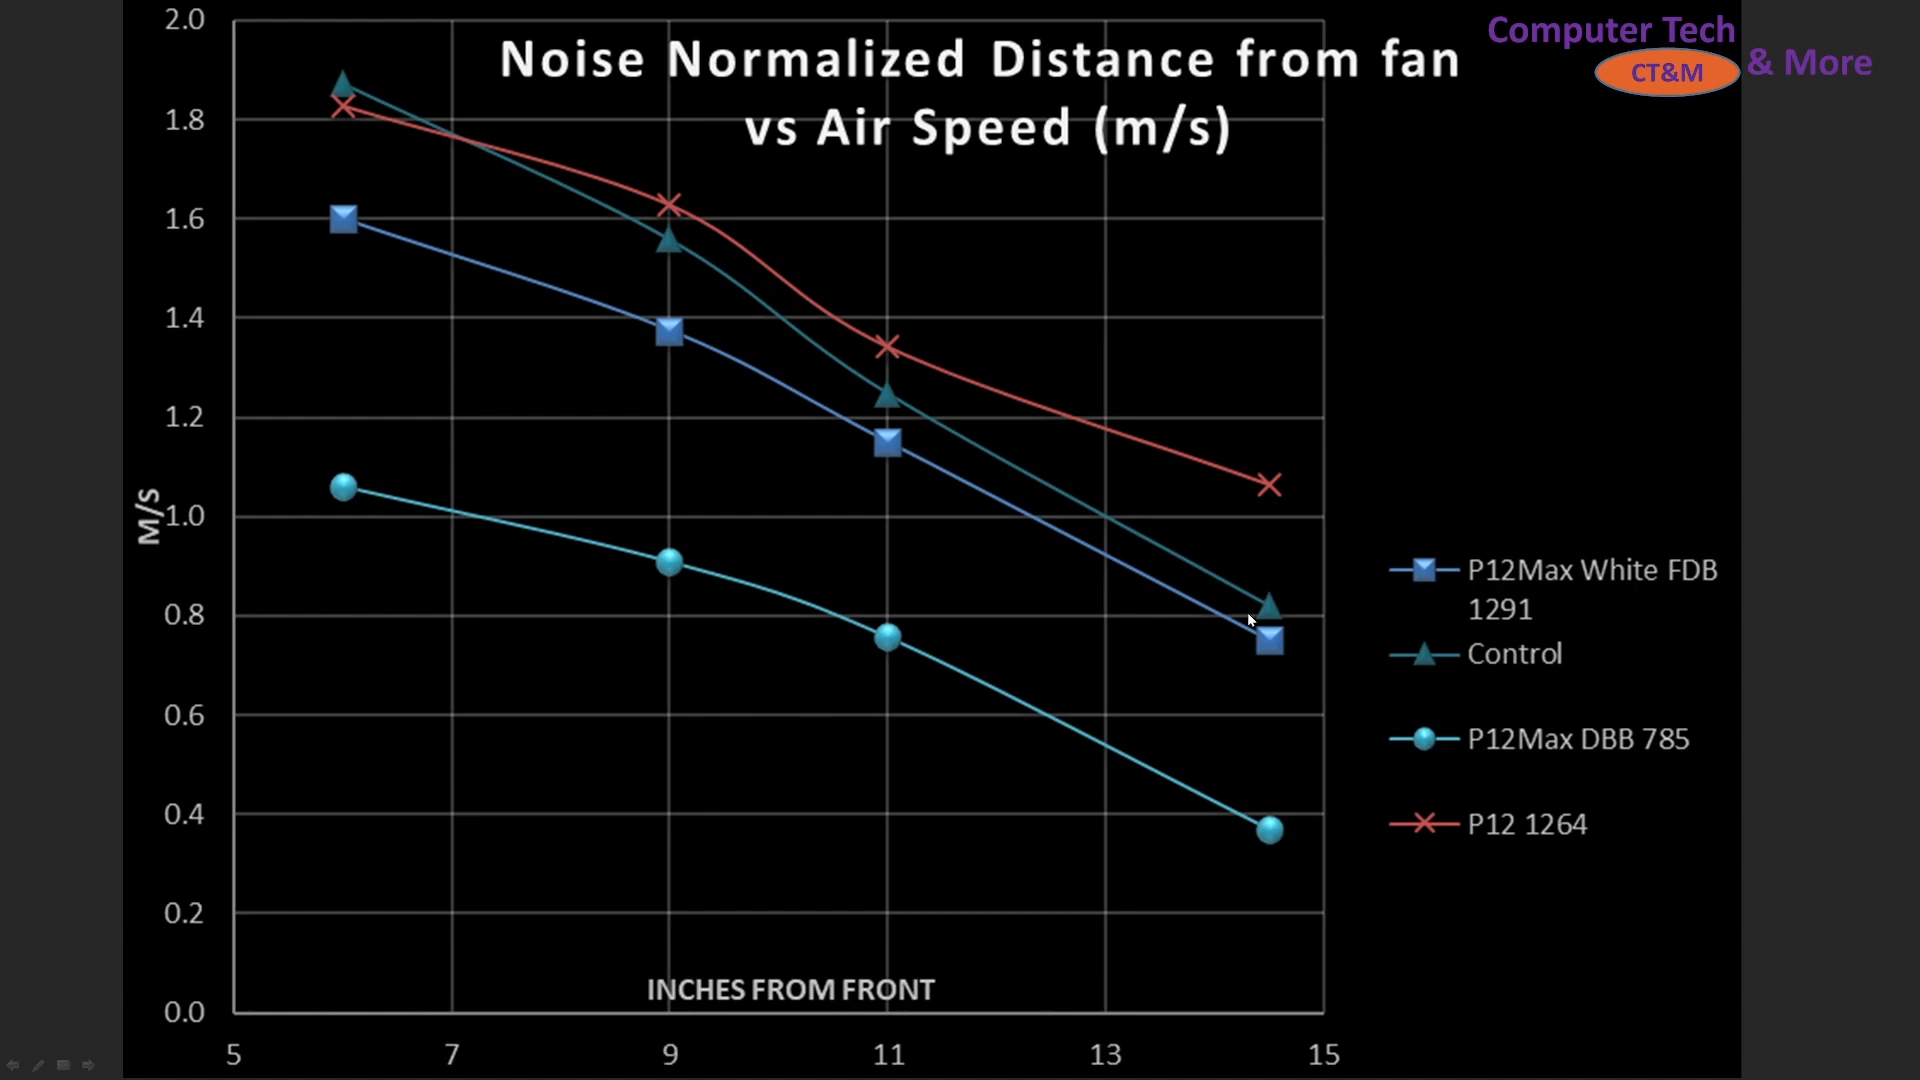 Noise Normalized Distance from fan
vs Air Speed (m/s)
Computer Tech
CT&M
& More
2.0
1.8
1.6
1.4
1.2
1.0
0.8
0.6
0.4
0.2
0.0
M/S
INCHES FROM FRONT
5 7 9 11 13 15
P12Max White FDB
1291
Control
P12Max DBB 785
P12 1264